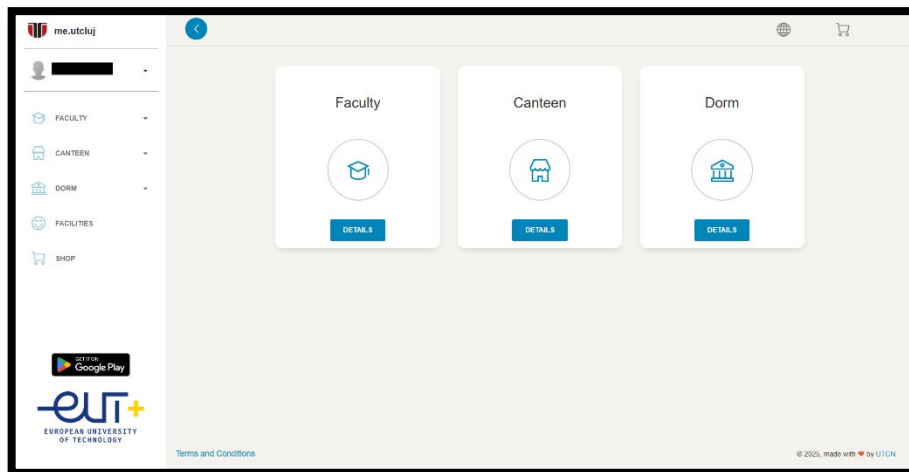 me.utcluj
FACULTY
CANTEEN
DORM
FACILITIES
SHOP
GET IT ON
Google Play
eut+
EUROPEAN UNIVERSITY
OF TECHNOLOGY
Faculty
DETAILS
Canteen
DETAILS
Dorm
DETAILS
Terms and Conditions
© 2025, made with ❤ by UTCN